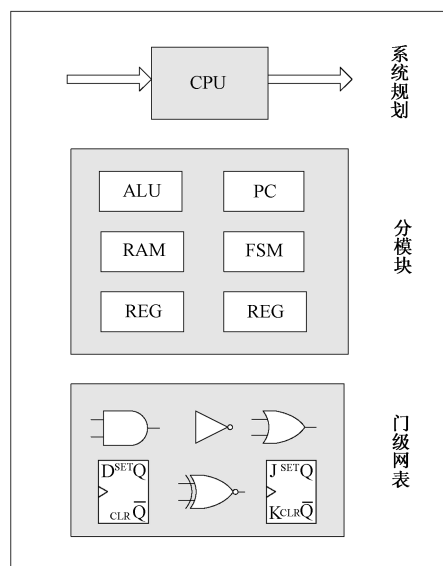 CPU
系统规划
ALU
PC
RAM
FSM
REG
REG
分模块
门级网表
D SET Q
CLR Q̅
J SET Q
K CLR Q̅